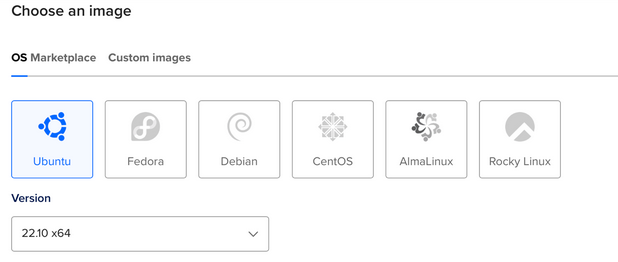 Choose an image
OS Marketplace Custom images
Ubuntu Fedora Debian CentOS AlmaLinux Rocky Linux
Version
22.10 x64